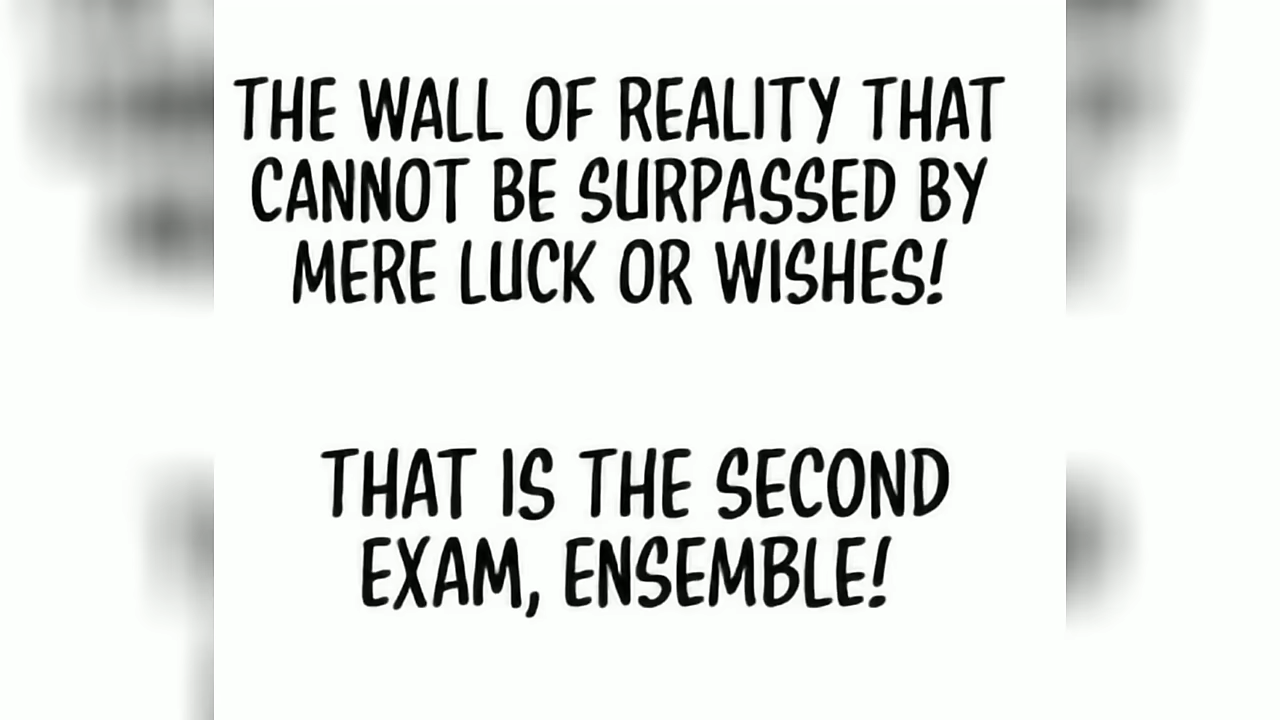 THE WALL OF REALITY THAT
CANNOT BE SURPASSED BY
MERE LUCK OR WISHES!
THAT IS THE SECOND
EXAM, ENSEMBLE!